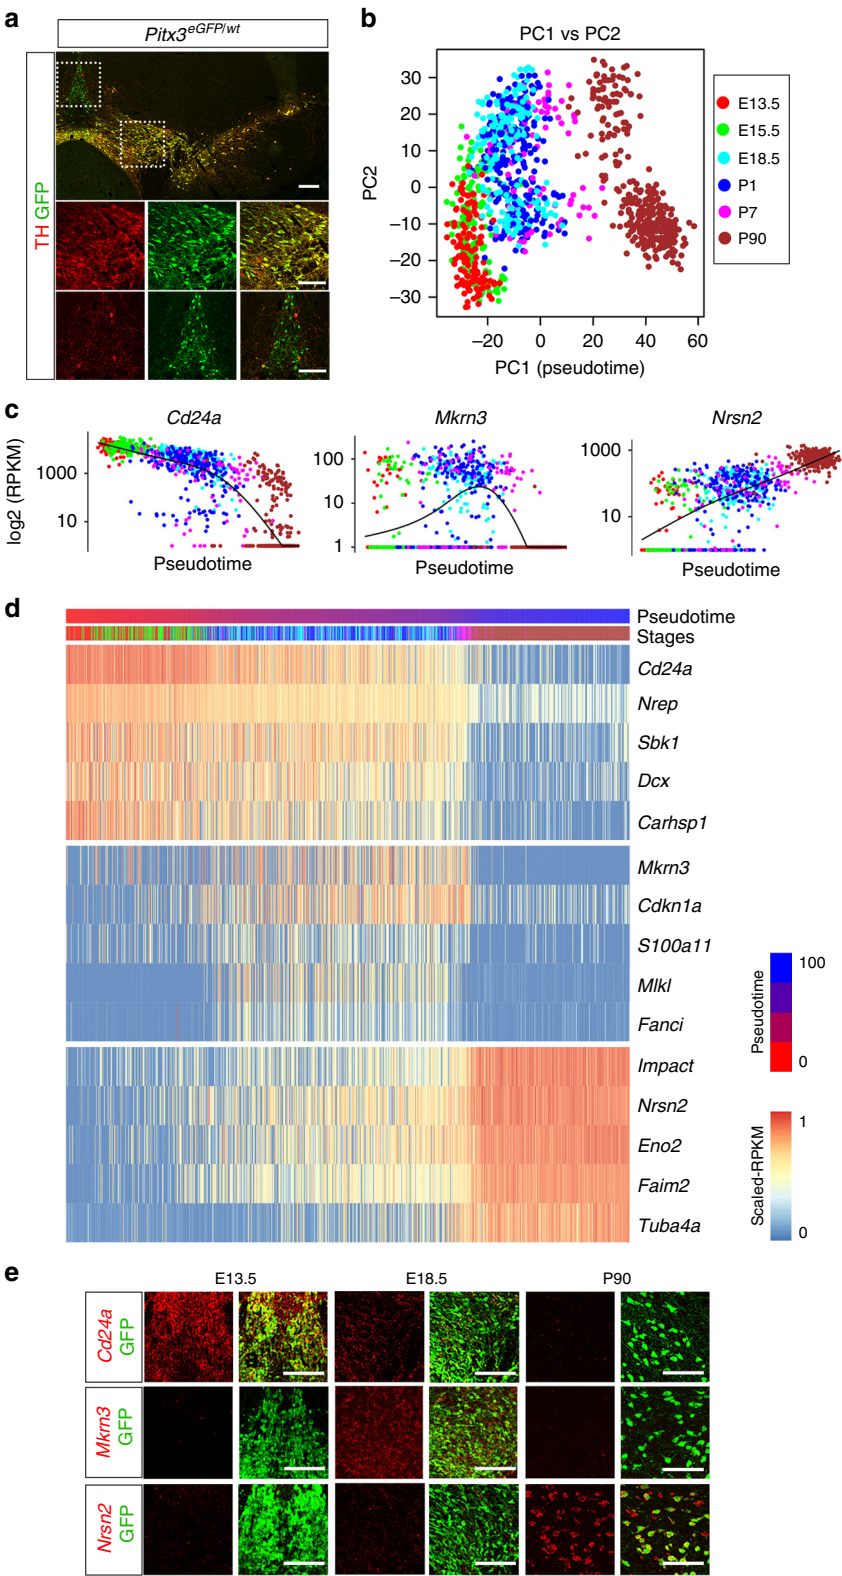 a
Pitx3eGFP/wt
TH GFP
b
PC1 vs PC2
PC2
30
20
10
0
−10
−20
−30
−20 0 20 40 60
PC1 (pseudotime)
E13.5
E15.5
E18.5
P1
P7
P90
c
Cd24a
Mkrn3
Nrsn2
log2 (RPKM)
1000
10
Pseudotime
100
10
1
Pseudotime
1000
10
Pseudotime
d
Pseudotime
Stages
Cd24a
Nrep
Sbk1
Dcx
Carhsp1
Mkrn3
Cdkn1a
S100a11
Mlkl
Fanci
Impact
Nrsn2
Eno2
Faim2
Tuba4a
Pseudotime
100
0
Scaled-RPKM
1
0
e
E13.5
E18.5
P90
Cd24a
GFP
Mkrn3
GFP
Nrsn2
GFP